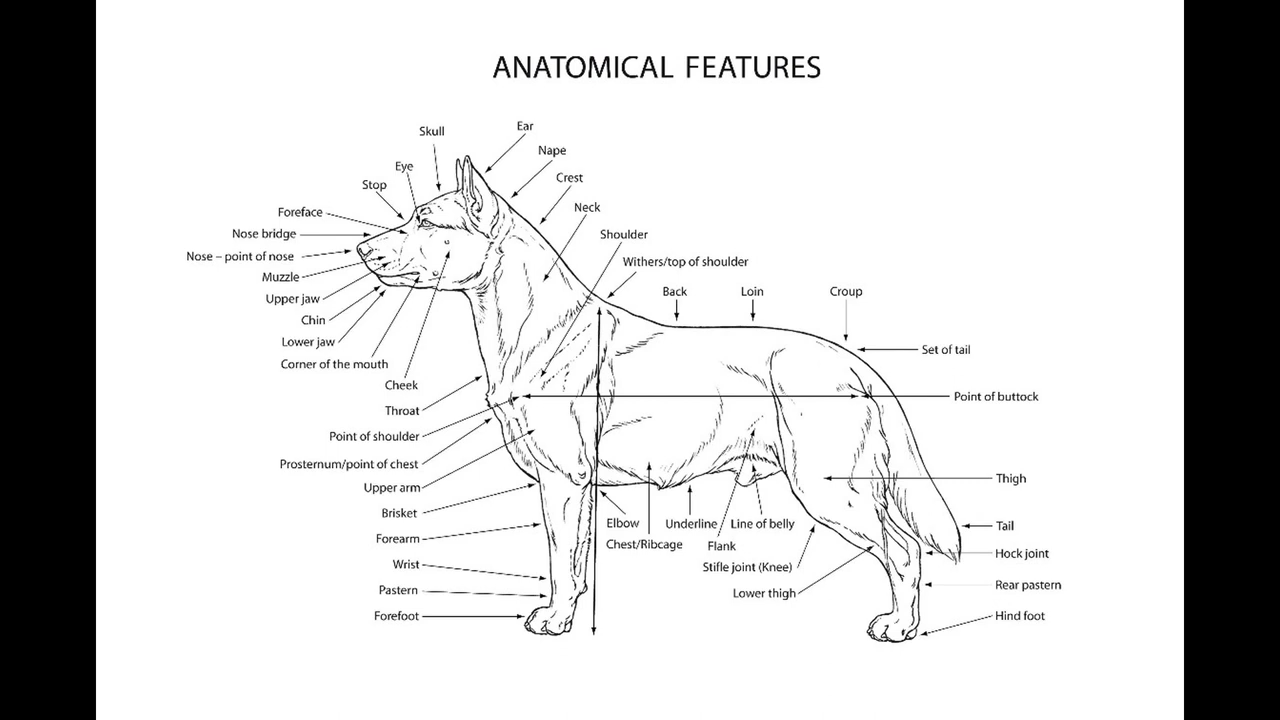 ANATOMICAL FEATURES
Skull
Ear
Nape
Eye
Crest
Stop
Neck
Foreface
Nose bridge
Shoulder
Nose – point of nose
Withers/top of shoulder
Muzzle
Back
Loin
Croup
Upper jaw
Chin
Lower jaw
Set of tail
Corner of the mouth
Cheek
Point of buttock
Throat
Point of shoulder
Prosternum/point of chest
Thigh
Upper arm
Brisket
Elbow
Underline
Line of belly
Tail
Forearm
Chest/Ribcage
Flank
Hock joint
Wrist
Stifle joint (Knee)
Pastern
Lower thigh
Rear pastern
Forefoot
Hind foot